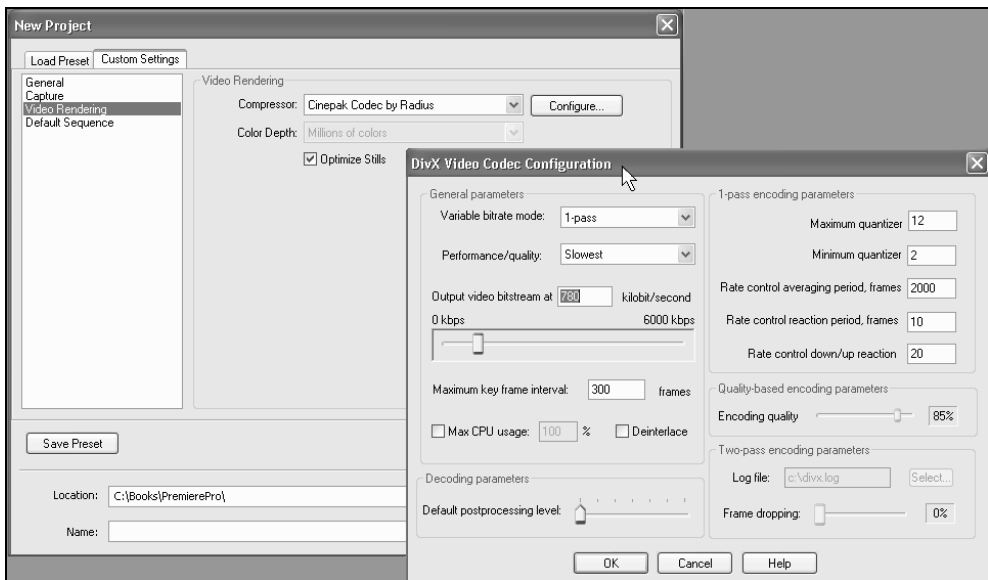 New Project
Load Preset
Custom Settings
General
Capture
Video Rendering
Default Sequence
Video Rendering
Compressor: Cinepak Codec by Radius
Configure...
Color Depth: Millions of colors
Optimize Stills
Save Preset
Location: C:\Books\PremierePro\
Name:
DivX Video Codec Configuration
General parameters
Variable bitrate mode: 1-pass
Performance/quality: Slowest
Output video bitstream at 780 kilobit/second
0 kbps 6000 kbps
Maximum key frame interval: 300 frames
Max CPU usage: 100 % Deinterlace
Decoding parameters
Default postprocessing level:
1-pass encoding parameters
Maximum quantizer 12
Minimum quantizer 2
Rate control averaging period, frames 2000
Rate control reaction period, frames 10
Rate control down/up reaction 20
Quality-based encoding parameters
Encoding quality 85%
Two-pass encoding parameters
Log file: c:\divx.log Select...
Frame dropping: 0%
OK Cancel Help